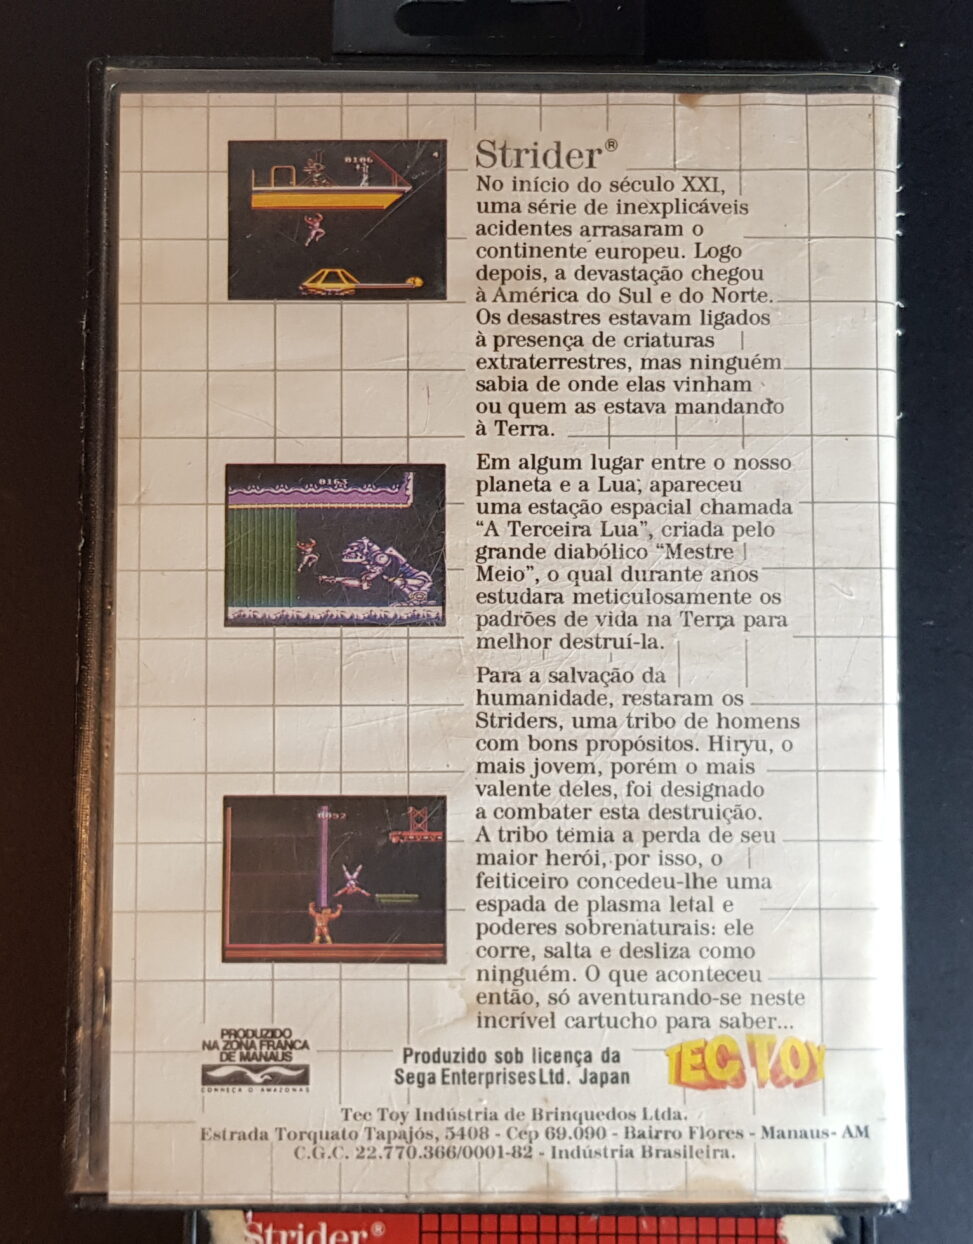 0106
Strider®
No início do século XXI,
uma série de inexplicáveis
acidentes arrasaram o
continente europeu. Logo
depois, a devastação chegou
à América do Sul e do Norte.
Os desastres estavam ligados
à presença de criaturas
extraterrestres, mas ninguém
sabia de onde elas vinham
ou quem as estava mandando
à Terra.
0163
Em algum lugar entre o nosso
planeta e a Lua, apareceu
uma estação espacial chamada
“A Terceira Lua”, criada pelo
grande diabólico “Mestre
Meio”, o qual durante anos
estudara meticulosamente os
padrões de vida na Terra para
melhor destruí-la.
0092
Para a salvação da
humanidade, restaram os
Striders, uma tribo de homens
com bons propósitos. Hiryu, o
mais jovem, porém o mais
valente deles, foi designado
a combater esta destruição.
A tribo temia a perda de seu
maior herói, por isso, o
feiticeiro concedeu-lhe uma
espada de plasma letal e
poderes sobrenaturais: ele
corre, salta e desliza como
ninguém. O que aconteceu
então, só aventurando-se neste
incrível cartucho para saber...
PRODUZIDO
NA ZONA FRANCA
DE MANAUS
CONHEÇA O AMAZONAS
Produzido sob licença da
Sega Enterprises Ltd. Japan
TEC TOY
Tec Toy Indústria de Brinquedos Ltda.
Estrada Torquato Tapajós, 5408 - Cep 69.090 - Bairro Flores - Manaus- AM
C.G.C. 22.770.366/0001-82 - Indústria Brasileira.
Strider®